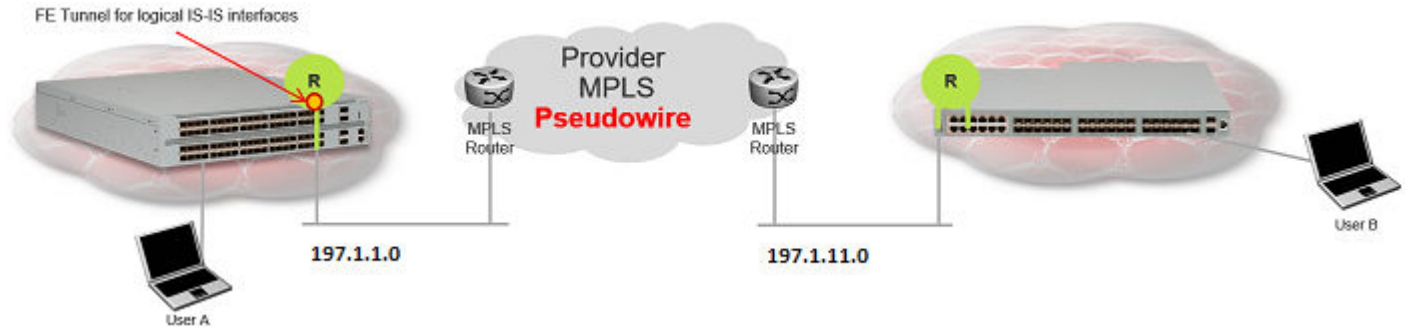 FE Tunnel for logical IS-IS interfaces
R
Provider
MPLS
Pseudowire
MPLS
Router
MPLS
Router
R
197.1.1.0
197.1.11.0
User A
User B